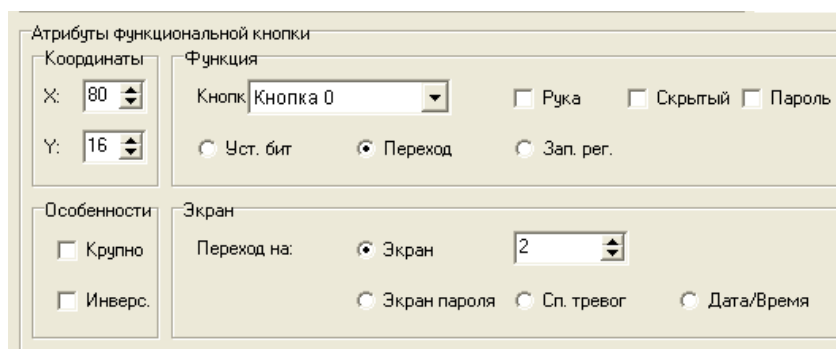 Атрибуты функциональной кнопки
Координаты Функция
X: 80 Кнопк Кнопка 0 Рука Скрытый Пароль
Y: 16 Уст. бит Переход Зап. рег.
Особенности Экран
Крупно Переход на: Экран 2
Инверс. Экран пароля Сп. тревог Дата/Время